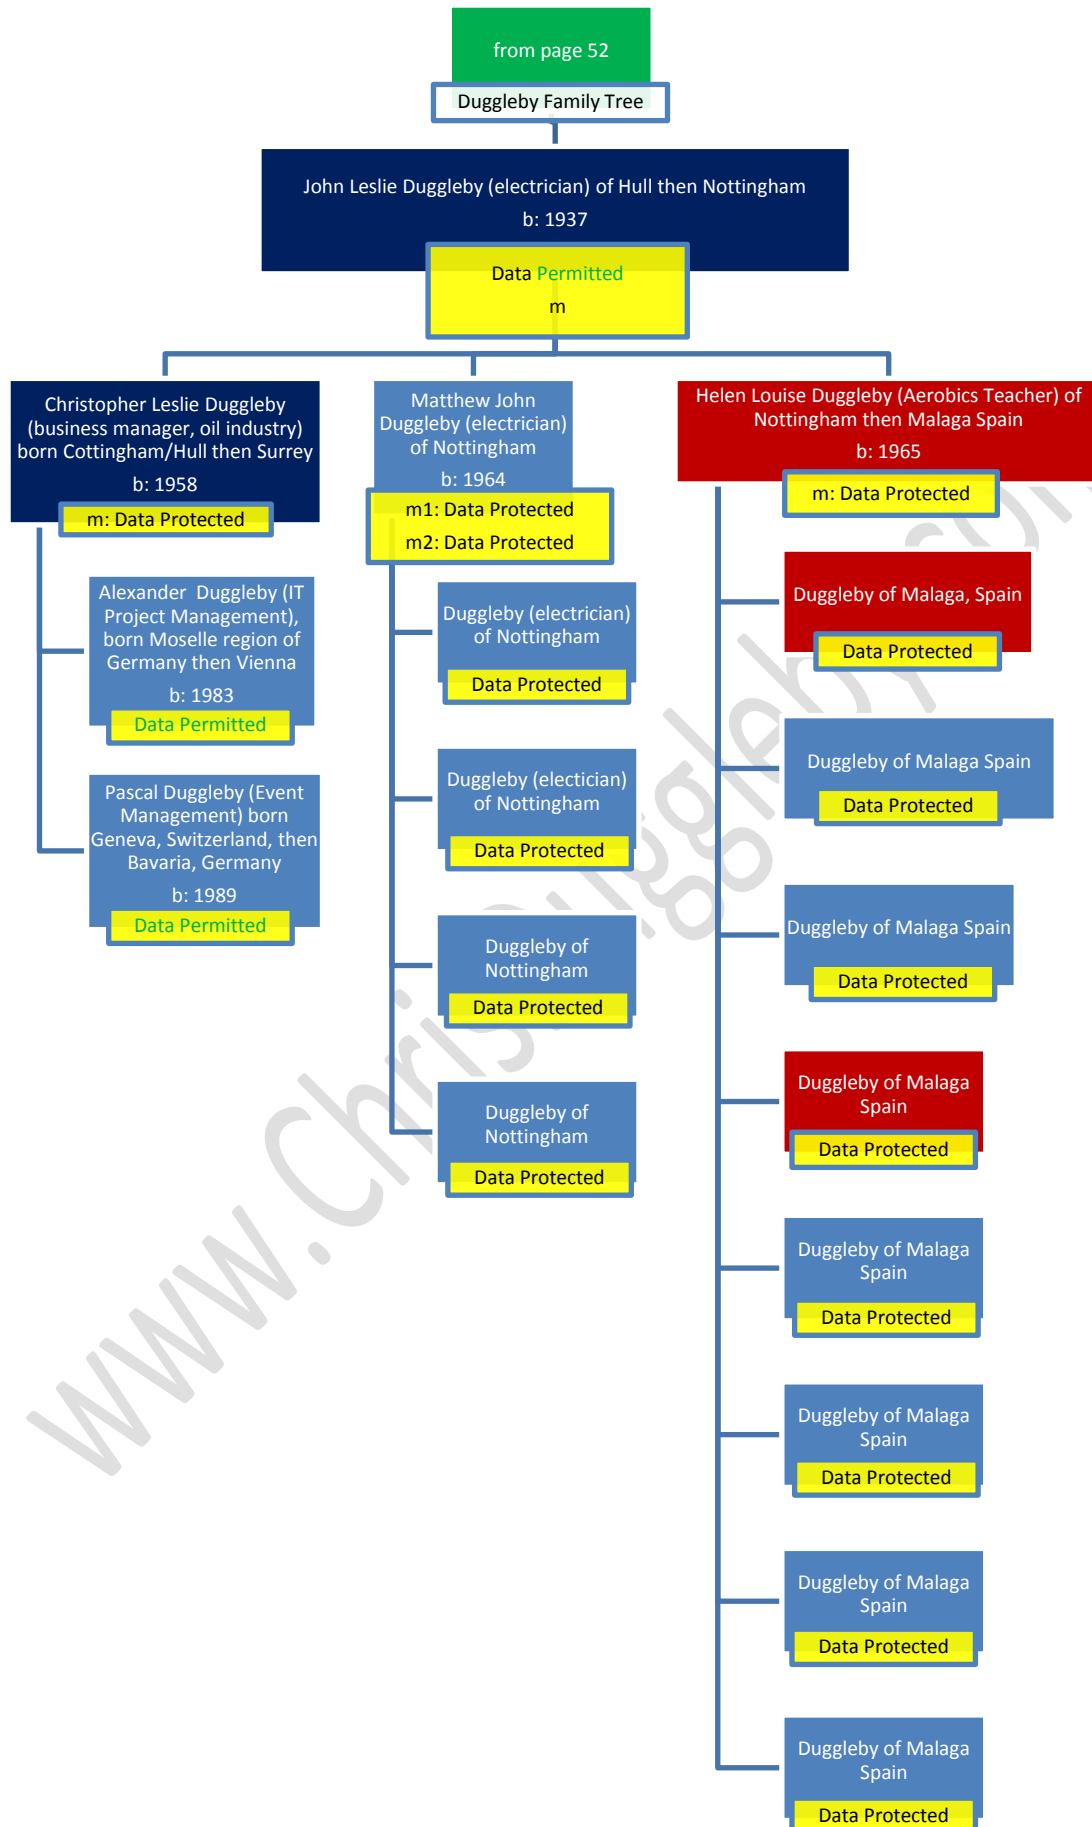 from page 52
Duggleby Family Tree
John Leslie Duggleby (electrician) of Hull then Nottingham
b: 1937
Data Permitted
m
Christopher Leslie Duggleby
(business manager, oil industry)
born Cottingham/Hull then Surrey
b: 1958
m: Data Protected
Alexander Duggleby (IT
Project Management),
born Moselle region of
Germany then Vienna
b: 1983
Data Permitted
Pascal Duggleby (Event
Management) born
Geneva, Switzerland, then
Bavaria, Germany
b: 1989
Data Permitted
Matthew John
Duggleby (electrician)
of Nottingham
b: 1964
m1: Data Protected
m2: Data Protected
Duggleby (electrician)
of Nottingham
Data Protected
Duggleby (electician)
of Nottingham
Data Protected
Duggleby of
Nottingham
Data Protected
Duggleby of
Nottingham
Data Protected
Helen Louise Duggleby (Aerobics Teacher) of
Nottingham then Malaga Spain
b: 1965
m: Data Protected
Duggleby of Malaga, Spain
Data Protected
Duggleby of Malaga Spain
Data Protected
Duggleby of Malaga Spain
Data Protected
Duggleby of Malaga
Spain
Data Protected
Duggleby of Malaga
Spain
Data Protected
Duggleby of Malaga
Spain
Data Protected
Duggleby of Malaga
Spain
Data Protected
Duggleby of Malaga
Spain
Data Protected